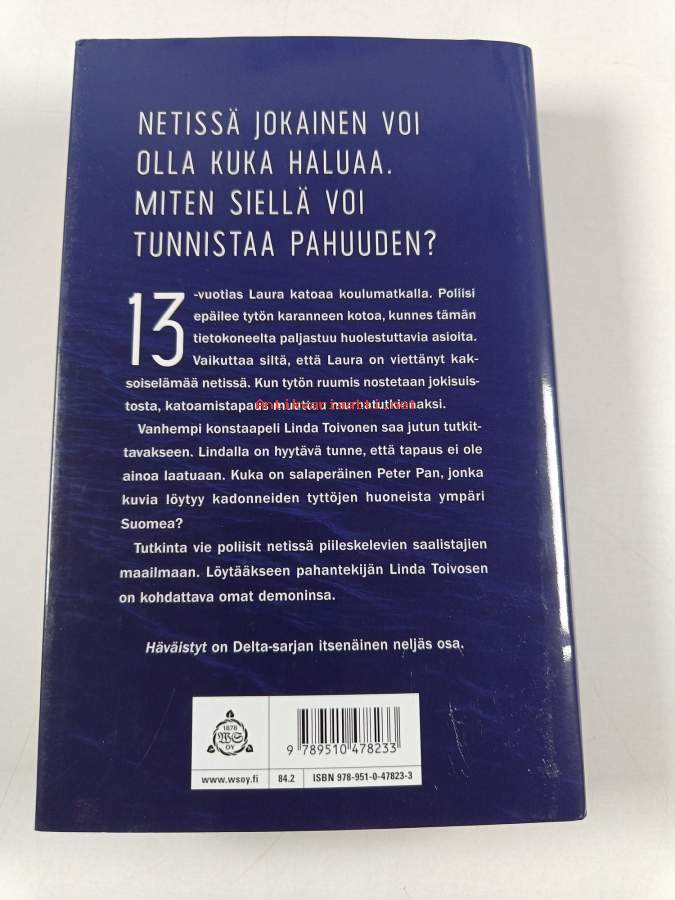 NETISSÄ JOKAINEN VOI
OLLA KUKA HALUAA.
MITEN SIELLÄ VOI
TUNNISTAA PAHUUDEN?
13-vuotias Laura katoaa koulumatkalla. Poliisi
epäilee tytön karanneen kotoa, kunnes tämän
tietokoneelta paljastuu huolestuttavia asioita.
Vaikuttaa siltä, että Laura on viettänyt kak-
soiselämää netissä. Kun tytön ruumis nostetaan jokisuis-
tosta, katoamistapaus muuttuu murhatutkinnaksi.
Vanhempi konstaapeli Linda Toivonen saa jutun tutkit-
tavakseen. Lindalla on hyytävä tunne, että tapaus ei ole
ainoa laatuaan. Kuka on salaperäinen Peter Pan, jonka
kuvia löytyy kadonneiden tyttöjen huoneista ympäri
Suomea?
Tutkinta vie poliisit netissä piileskelevien saalistajien
maailmaan. Löytääkseen pahantekijän Linda Toivosen
on kohdattava omat demoninsa.
Häväistyt on Delta-sarjan itsenäinen neljäs osa.
1878
WS
OY
9 789510 478233
www.wsoy.fi 84.2 ISBN 978-951-0-47823-3